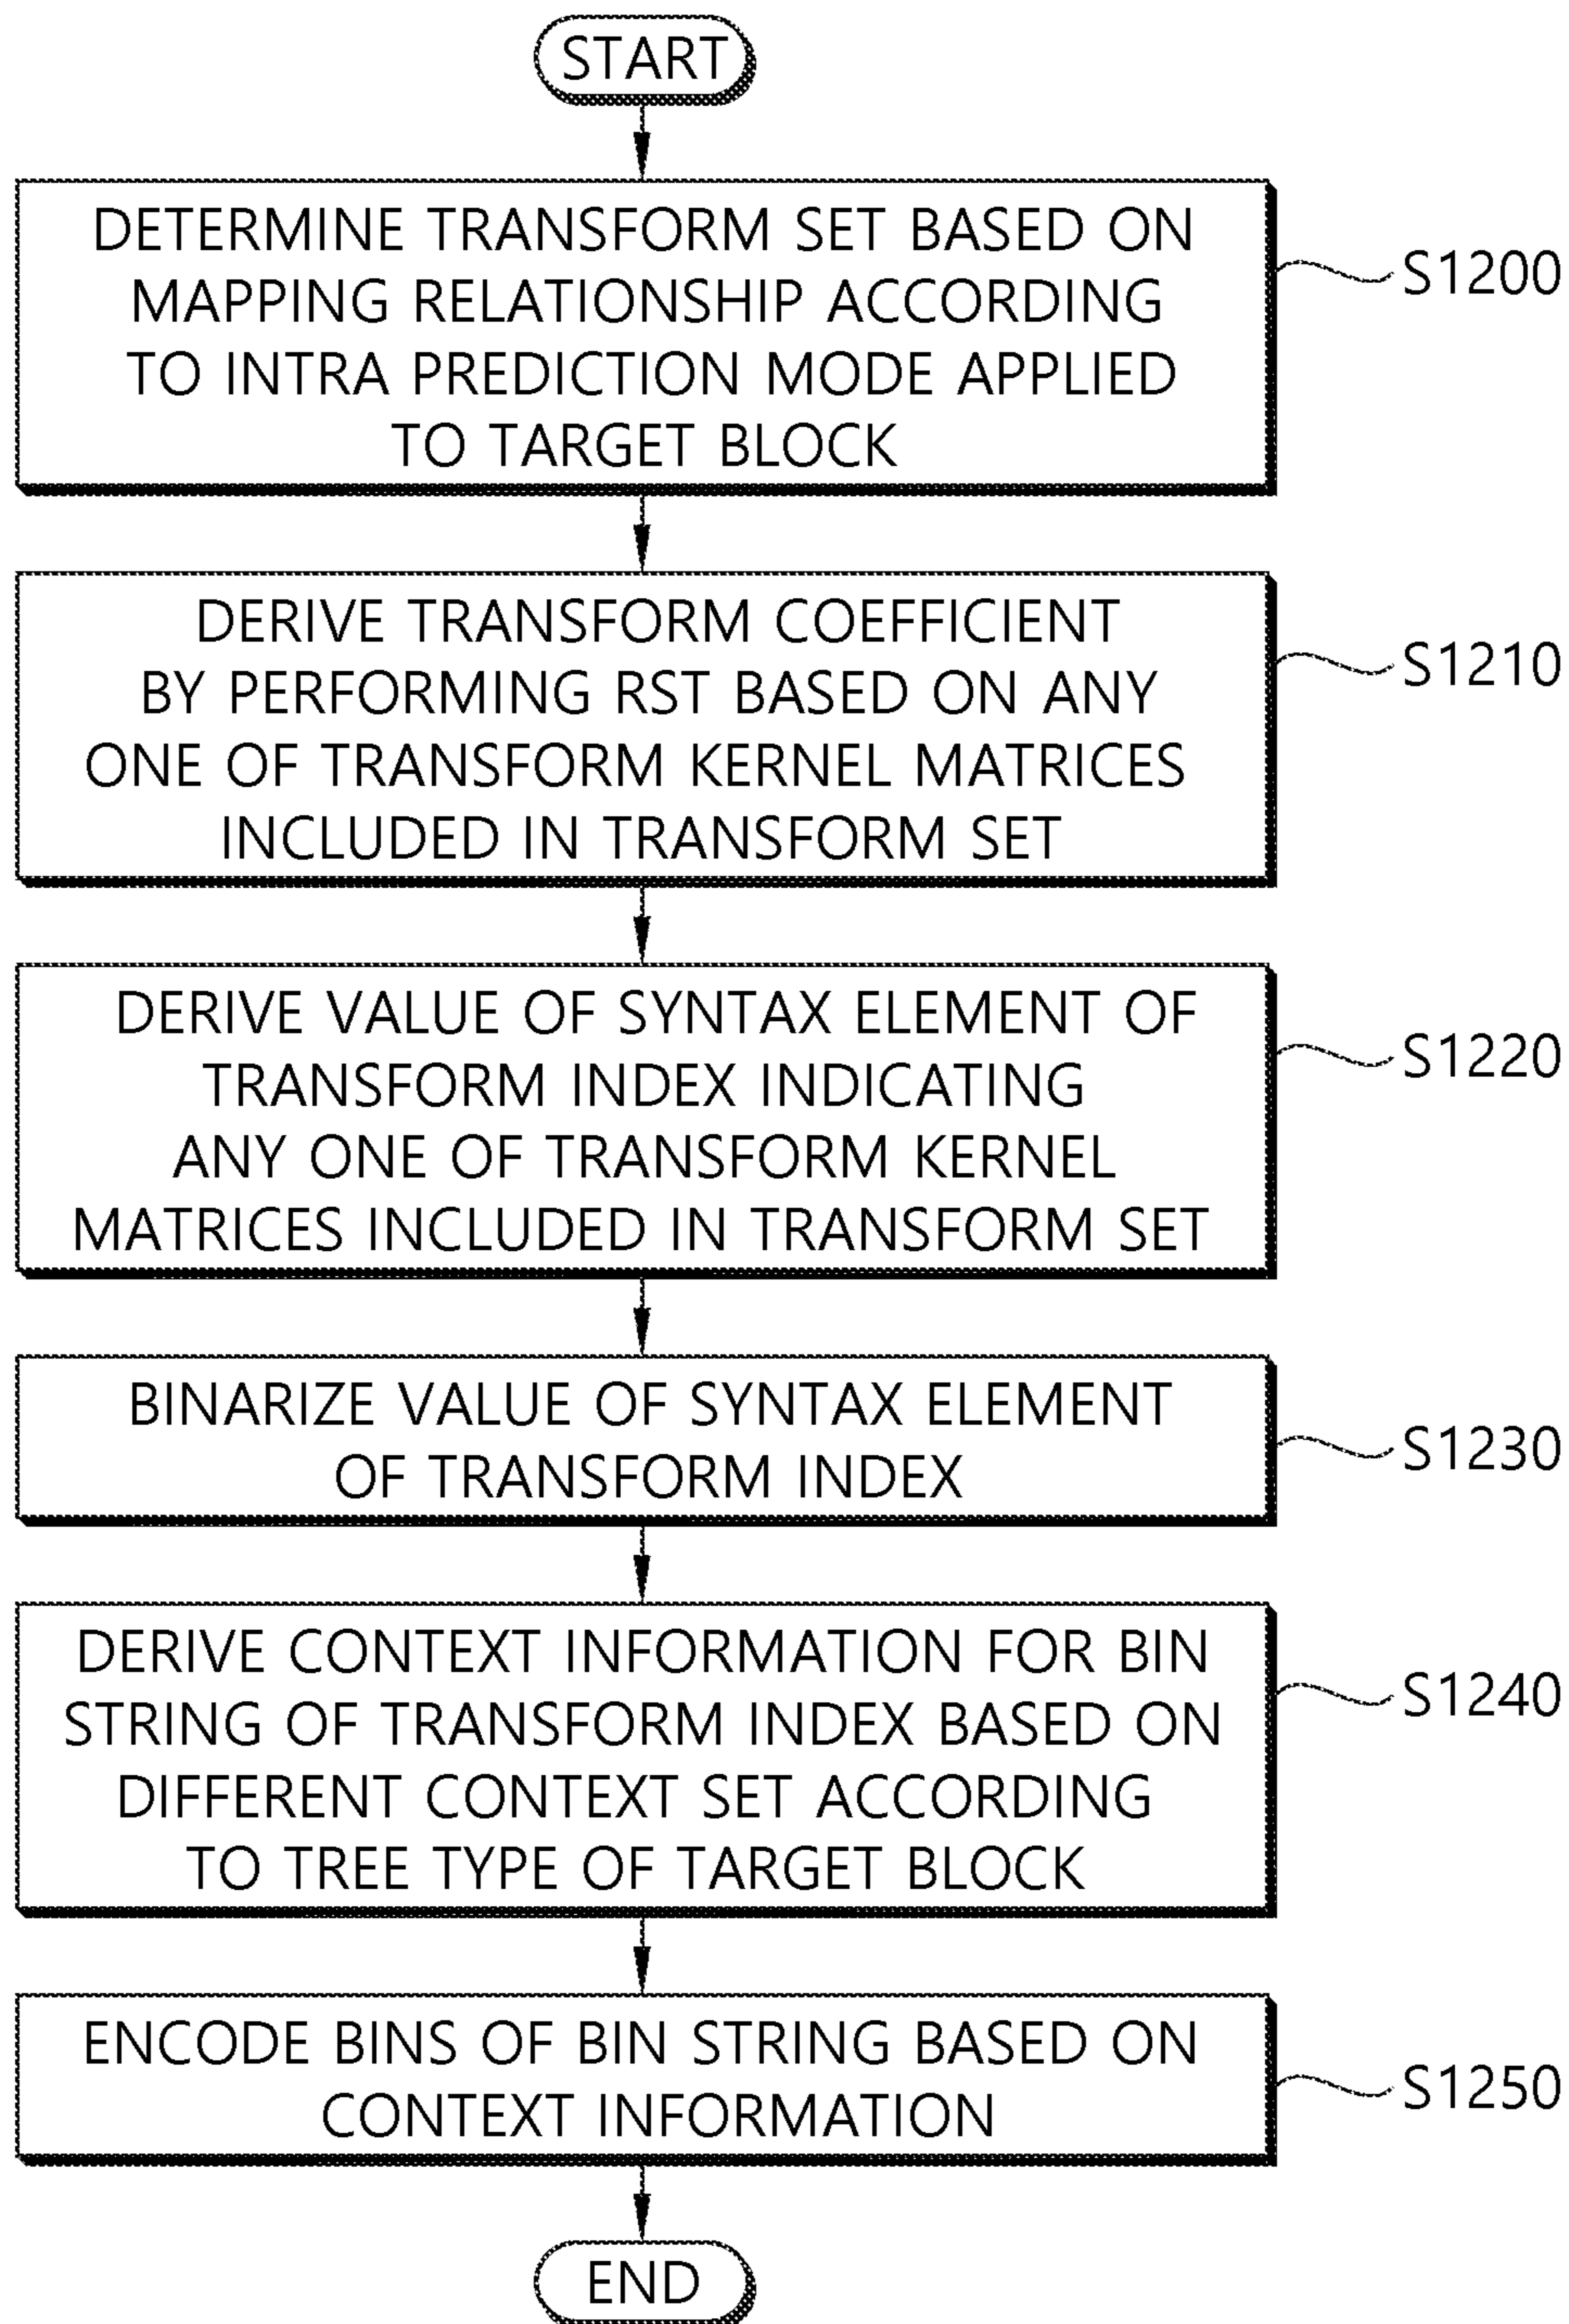 START
DETERMINE TRANSFORM SET BASED ON
MAPPING RELATIONSHIP ACCORDING
TO INTRA PREDICTION MODE APPLIED
TO TARGET BLOCK
S1200
DERIVE TRANSFORM COEFFICIENT
BY PERFORMING RST BASED ON ANY
ONE OF TRANSFORM KERNEL MATRICES
INCLUDED IN TRANSFORM SET
S1210
DERIVE VALUE OF SYNTAX ELEMENT OF
TRANSFORM INDEX INDICATING
ANY ONE OF TRANSFORM KERNEL
MATRICES INCLUDED IN TRANSFORM SET
S1220
BINARIZE VALUE OF SYNTAX ELEMENT
OF TRANSFORM INDEX
S1230
DERIVE CONTEXT INFORMATION FOR BIN
STRING OF TRANSFORM INDEX BASED ON
DIFFERENT CONTEXT SET ACCORDING
TO TREE TYPE OF TARGET BLOCK
S1240
ENCODE BINS OF BIN STRING BASED ON
CONTEXT INFORMATION
S1250
END